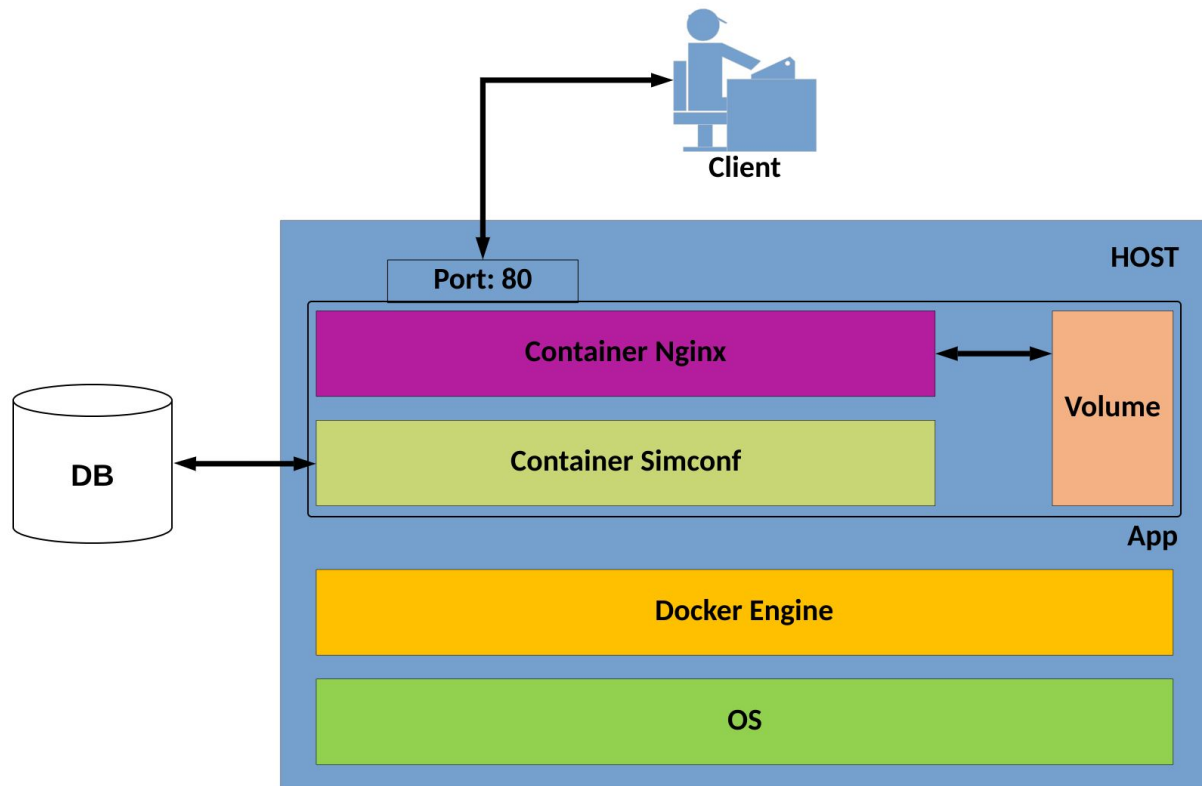 Client
HOST
Port: 80
Container Nginx
Volume
Container Simconf
DB
App
Docker Engine
OS